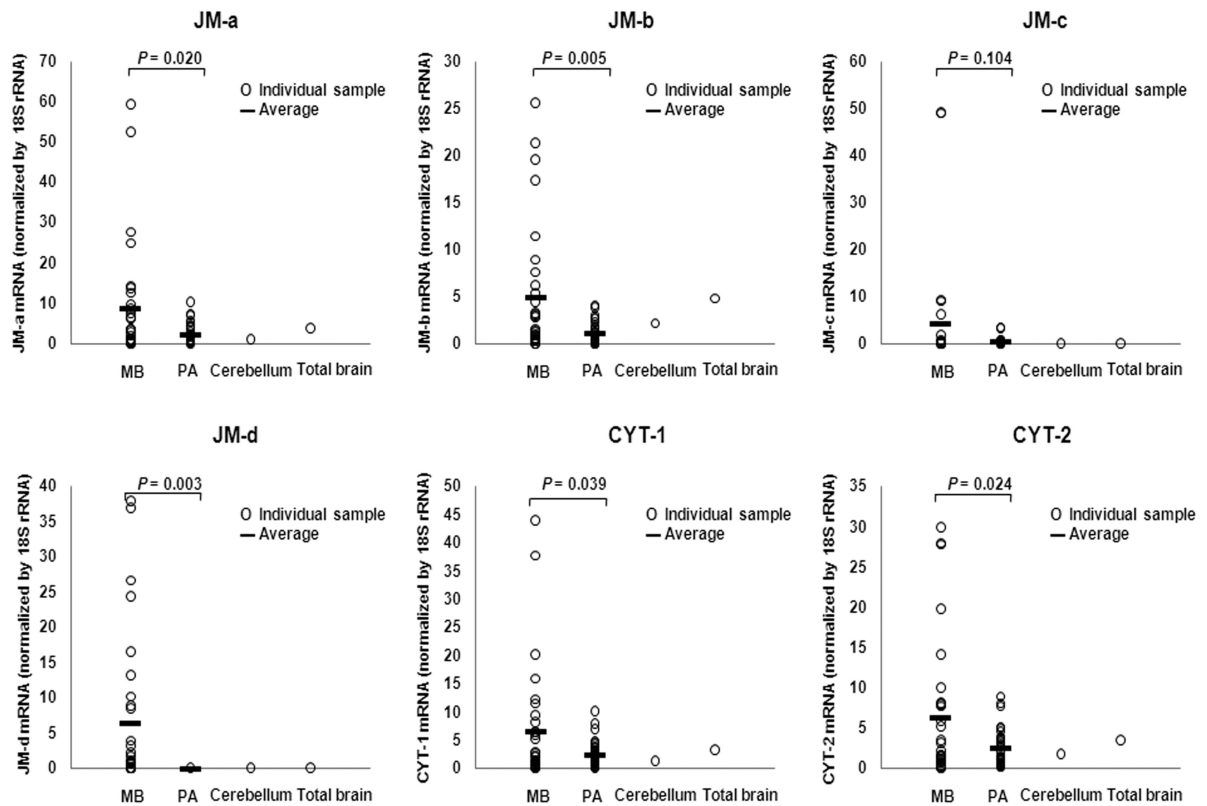 JM-a
JM-a mRNA (normalized by 18S rRNA)
70
60
50
40
30
20
10
0
P = 0.020
Individual sample
Average
MB PA Cerebellum Total brain
JM-b
JM-b mRNA (normalized by 18S rRNA)
30
25
20
15
10
5
0
P = 0.005
Individual sample
Average
MB PA Cerebellum Total brain
JM-c
JM-c mRNA (normalized by 18S rRNA)
60
50
40
30
20
10
0
P = 0.104
Individual sample
Average
MB PA Cerebellum Total brain
JM-d
JM-d mRNA (normalized by 18S rRNA)
40
35
30
25
20
15
10
5
0
P = 0.003
Individual sample
Average
MB PA Cerebellum Total brain
CYT-1
CYT-1 mRNA (normalized by 18S rRNA)
50
45
40
35
30
25
20
15
10
5
0
P = 0.039
Individual sample
Average
MB PA Cerebellum Total brain
CYT-2
CYT-2 mRNA (normalized by 18S rRNA)
35
30
25
20
15
10
5
0
P = 0.024
Individual sample
Average
MB PA Cerebellum Total brain